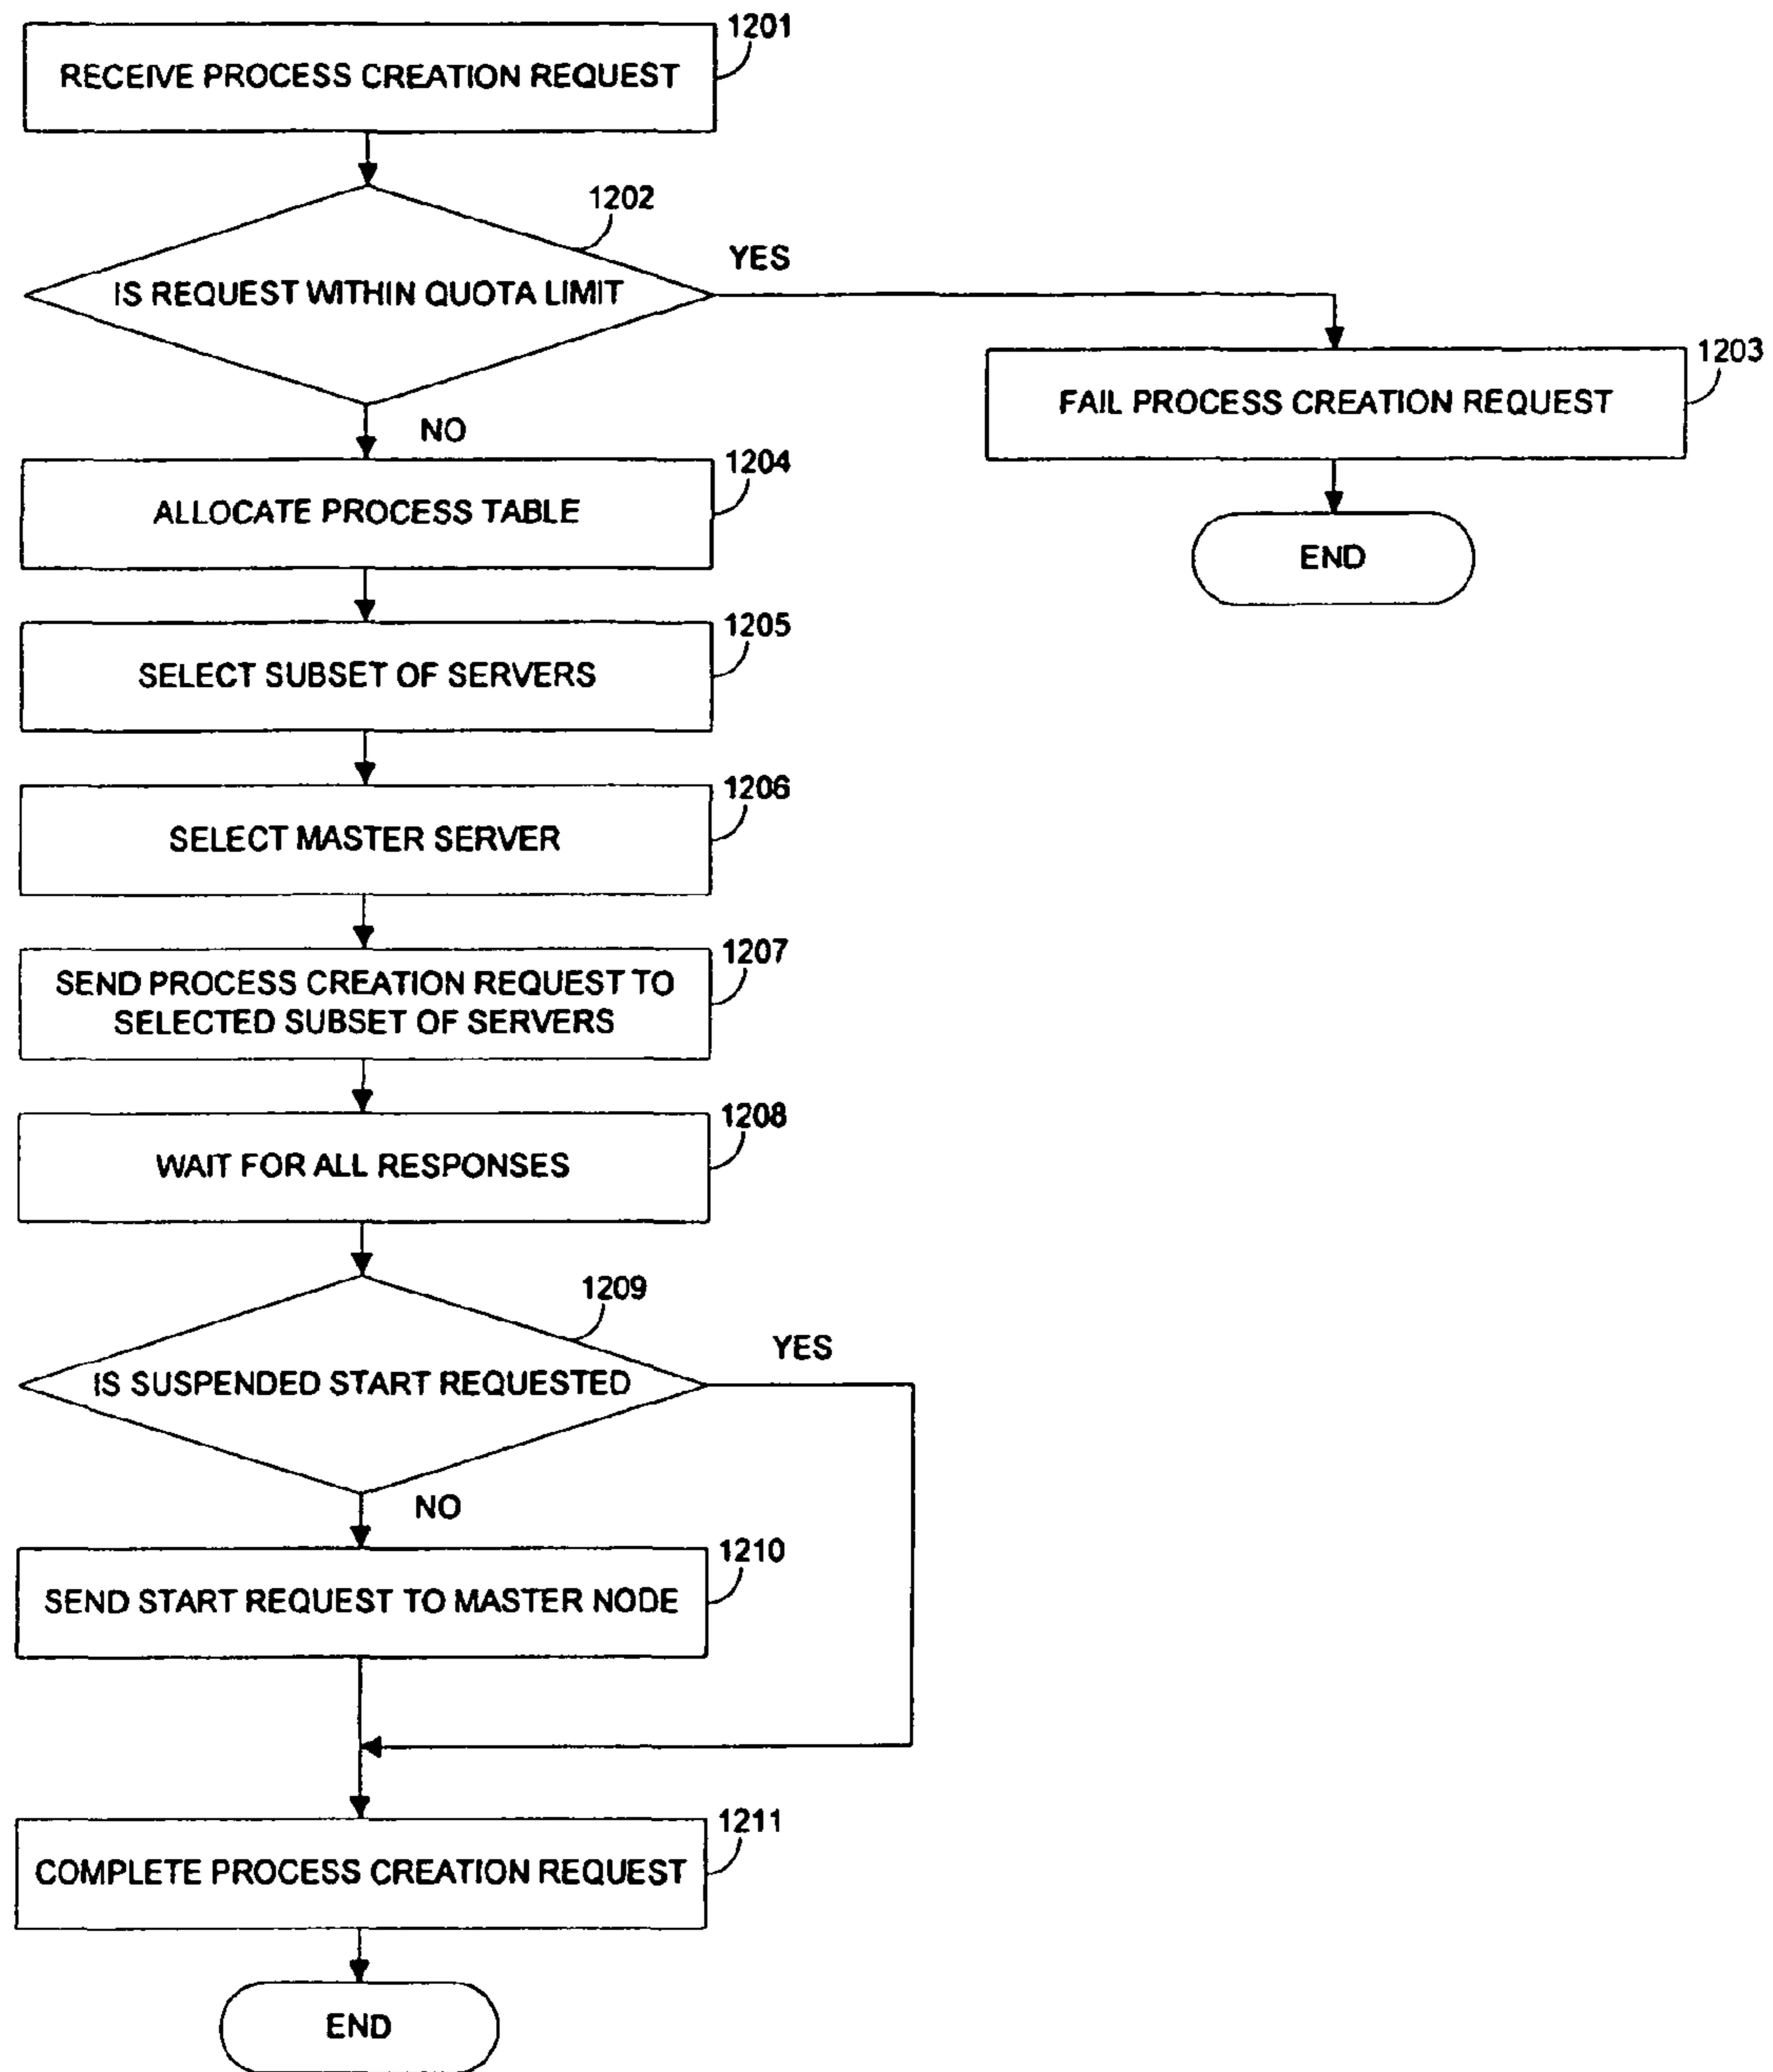 1201
RECEIVE PROCESS CREATION REQUEST
1202
IS REQUEST WITHIN QUOTA LIMIT
YES
1203
FAIL PROCESS CREATION REQUEST
END
NO
1204
ALLOCATE PROCESS TABLE
1205
SELECT SUBSET OF SERVERS
1206
SELECT MASTER SERVER
1207
SEND PROCESS CREATION REQUEST TO
SELECTED SUBSET OF SERVERS
1208
WAIT FOR ALL RESPONSES
1209
IS SUSPENDED START REQUESTED
YES
NO
1210
SEND START REQUEST TO MASTER NODE
1211
COMPLETE PROCESS CREATION REQUEST
END